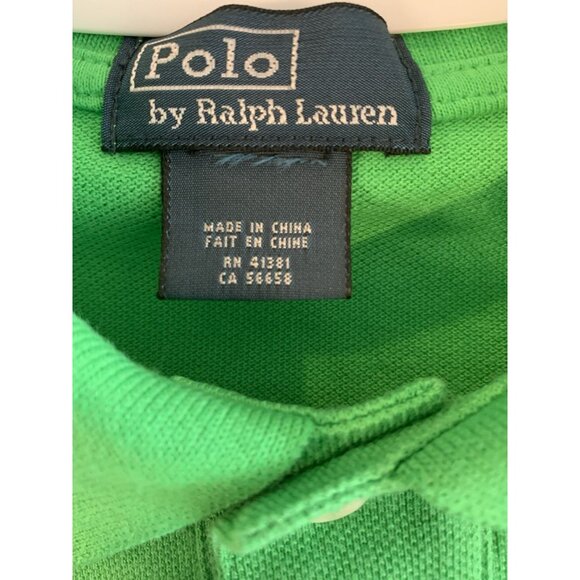 Polo
by Ralph Lauren
MADE IN CHINA
FAIT EN CHINE
RN 41381
CA 56658